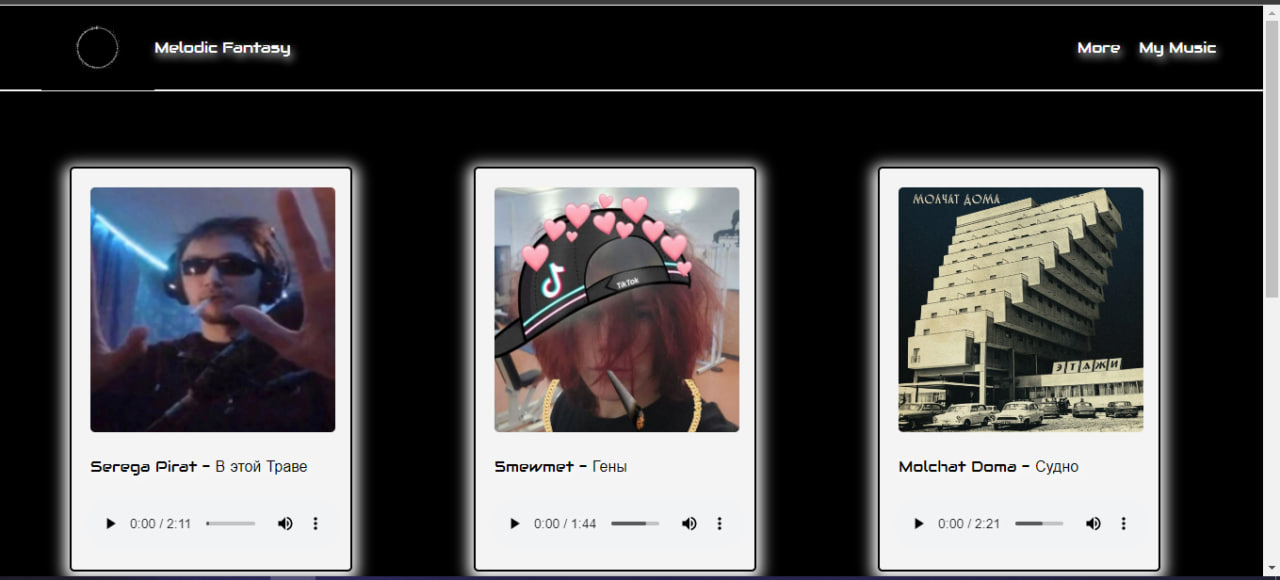 Melodic Fantasy
More My Music
МОЛЧАТ ДОМА
TikTok
ЭТАЖИ
Serega Pirat - В этой Траве
Smewmet - Гены
Molchat Doma - Судно
0:00 / 2:11
0:00 / 1:44
0:00 / 2:21